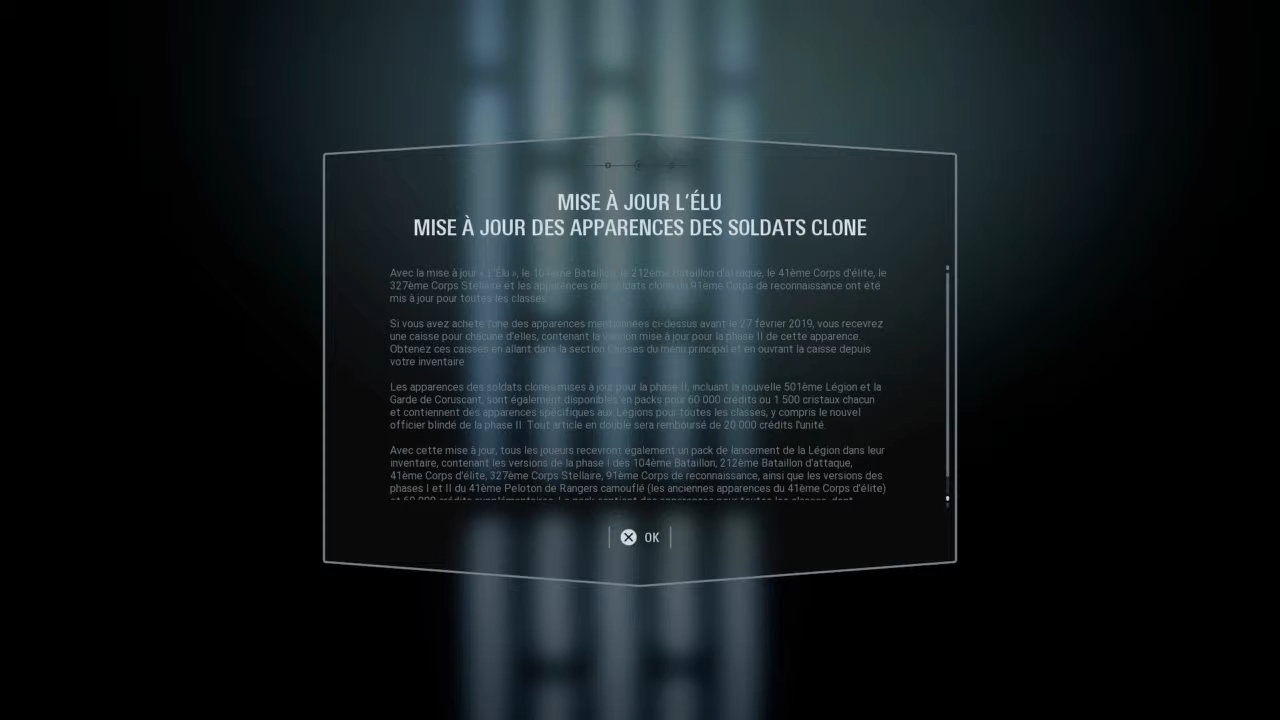 MISE À JOUR L'ÉLU
MISE À JOUR DES APPARENCES DES SOLDATS CLONE
Avec la mise à jour « L'Élu », le 104ème Bataillon, le 212ème Bataillon d'attaque, le 41ème Corps d'élite, le
327ème Corps Stellaire et les apparences des soldats clone du 91ème Corps de reconnaissance ont été
mis à jour pour toutes les classes.
Si vous avez acheté l'une des apparences mentionnées ci-dessus avant le 27 février 2019, vous recevrez
une caisse pour chacune d'elles, contenant la version mise à jour pour la phase II de cette apparence.
Obtenez ces caisses en allant dans la section Caisses du menu principal et en ouvrant la caisse depuis
votre inventaire
Les apparences des soldats clones mises à jour pour la phase II, incluant la nouvelle 501ème Légion et la
Garde de Coruscant, sont également disponibles en packs pour 60 000 crédits ou 1 500 cristaux chacun
et contiennent des apparences spécifiques aux Légions pour toutes les classes, y compris le nouvel
officier blindé de la phase II. Tout article en double sera remboursé de 20 000 crédits l'unité.
Avec cette mise à jour, tous les joueurs recevront également un pack de lancement de la Légion dans leur
inventaire, contenant les versions de la phase I des 104ème Bataillon, 212ème Bataillon d'attaque,
41ème Corps d'élite, 327ème Corps Stellaire, 91ème Corps de reconnaissance, ainsi que les versions des
phases I et II du 41ème Peloton de Rangers camouflé (les anciennes apparences du 41ème Corps d'élite)
OK